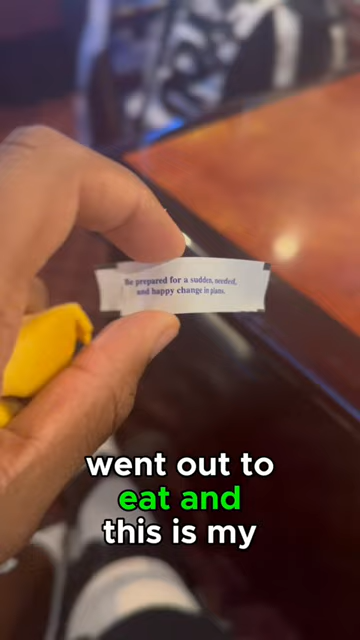 Be prepared for a sudden, needed,
and happy change in plans.
went out to
eat and
this is my